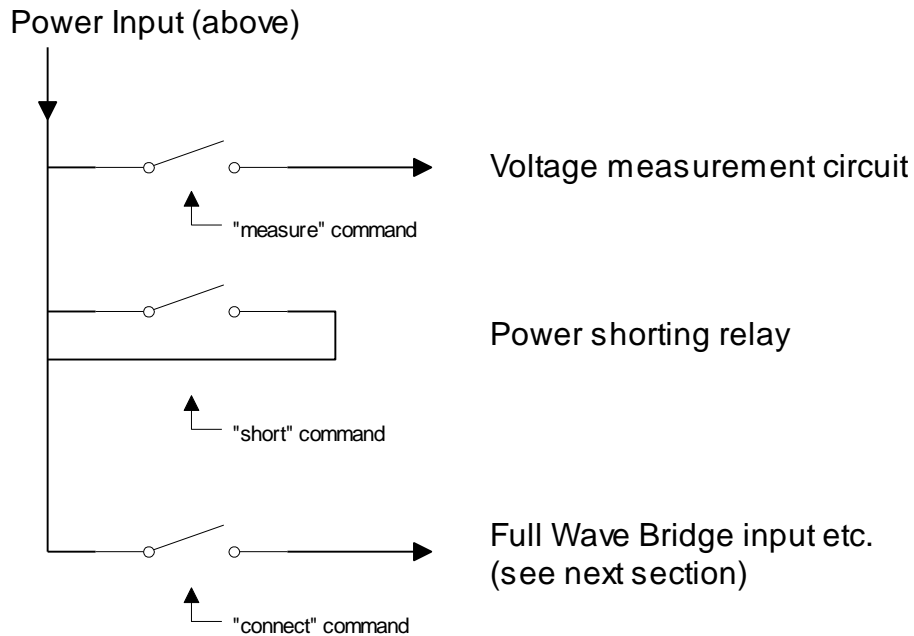 Power Input (above)
Voltage measurement circuit
"measure" command
Power shorting relay
"short" command
Full Wave Bridge input etc.
(see next section)
"connect" command